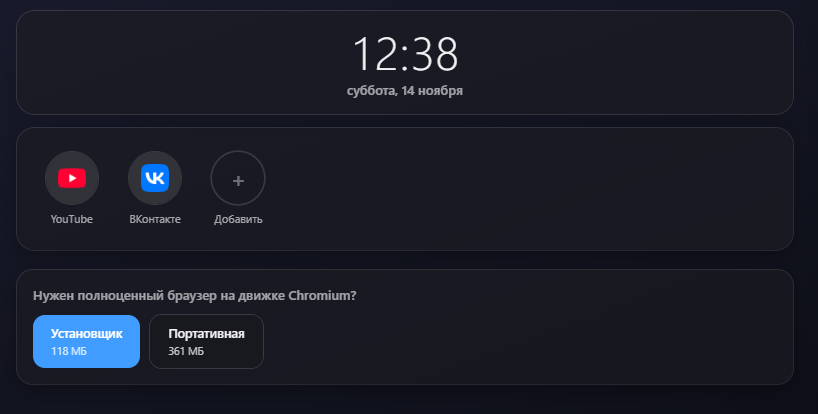 12:38
суббота, 14 ноября
YouTube
ВКонтакте
Добавить
Нужен полноценный браузер на движке Chromium?
Установщик
118 МБ
Портативная
361 МБ